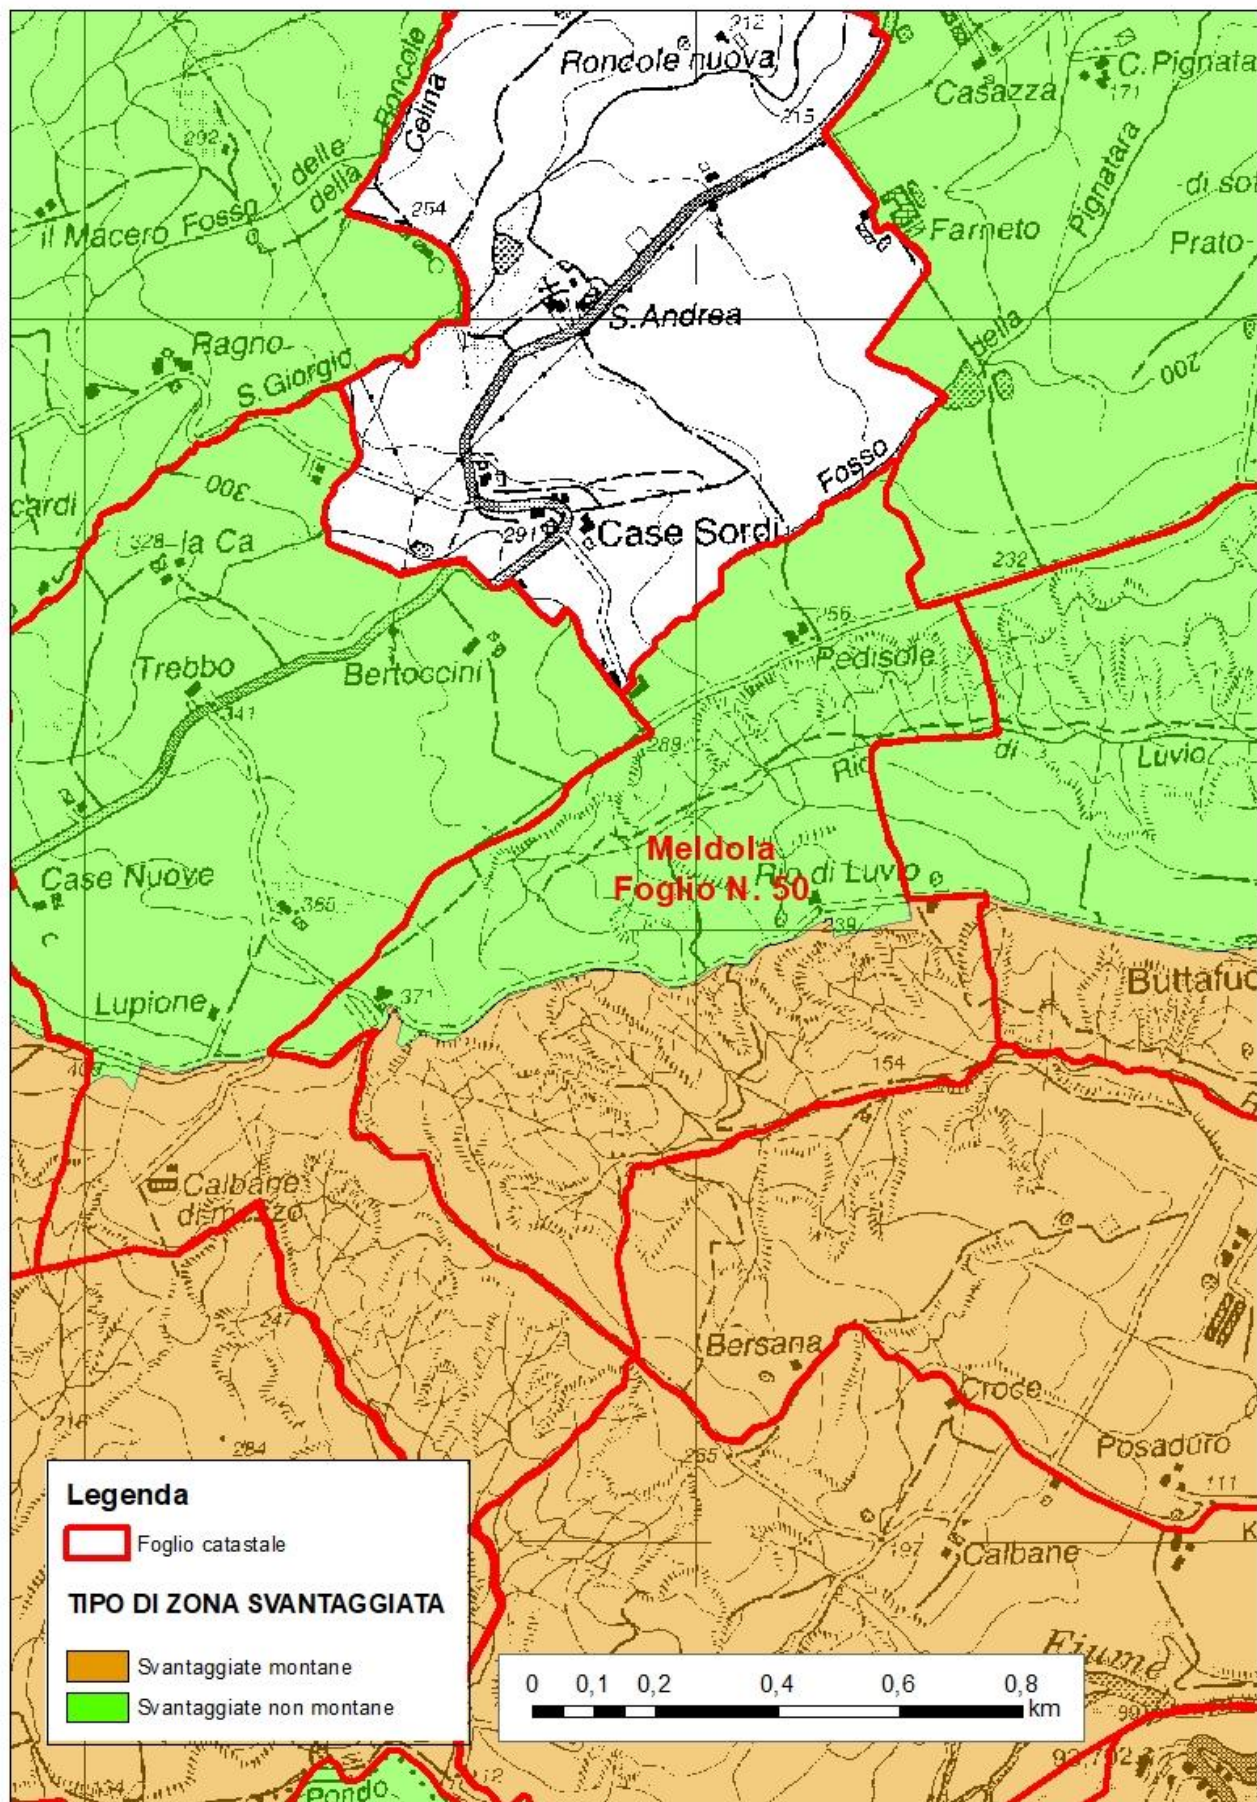 212
Roncole nuova
C. Pignata
Casazza
171
Roncole
Celina
215
292
delle
della
Pignatara
-di sot
254
il Macero
Fosso
Farneto
Prato-
S. Andrea
della
Ragno
S. Giorgio
200
Fosso
300
cardi
291
Case Sordi
328
la Ca
232
256
Trebbo
Bertoccini
Pedisole
341
289
Rio
di
Luvio
Meldola
Foglio N. 50
Rio di Luvio
Case Nuove
385
239
C
371
Buttafuo
Lupione
154
Calbane
di mezzo
247
Bersana
Croce
216
284
265
Posaduro
111
Legenda
Foglio catastale
197
Calbane
K
TIPO DI ZONA SVANTAGGIATA
Svantaggiate montane
Svantaggiate non montane
Fiume
0 0,1 0,2 0,4 0,6 0,8
km
134
Pondo